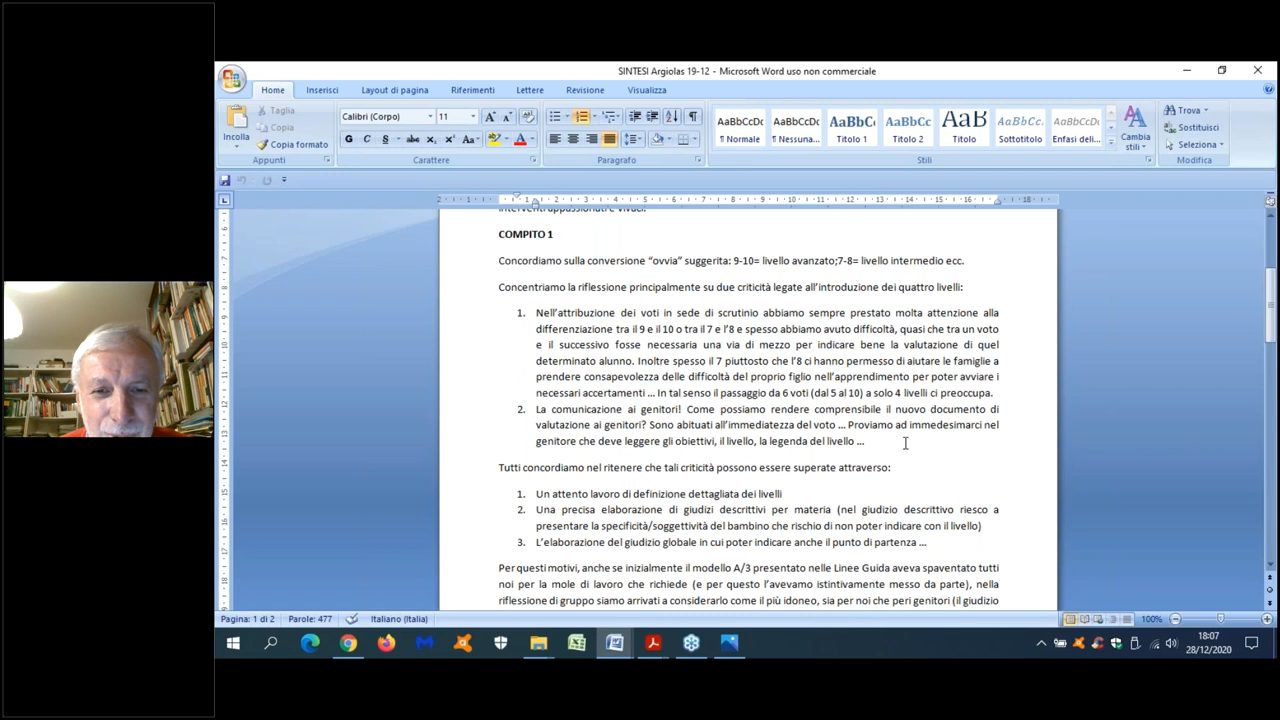 SINTESI Argiolas 19-12 - Microsoft Word uso non commerciale
Home Inserisci Layout di pagina Riferimenti Lettere Revisione Visualizza
Incolla
Taglia
Copia
Copia formato
Appunti
Calibri (Corpo) 11
G C S abc x₂ x² Aa
Carattere
Paragrafo
AaBbCcDc AaBbCcDc AaBbC AaBbCc AaB AaBbCcI AaBbCcDc
¶ Normale ¶ Nessuna... Titolo 1 Titolo 2 Titolo Sottotitolo Enfasi deli...
Cambia stili
Stili
Trova
Sostituisci
Seleziona
Modifica
COMPITO 1
Concordiamo sulla conversione “ovvia” suggerita: 9-10= livello avanzato;7-8= livello intermedio ecc.
Concentriamo la riflessione principalmente su due criticità legate all’introduzione dei quattro livelli:
1. Nell’attribuzione dei voti in sede di scrutinio abbiamo sempre prestato molta attenzione alla
differenziazione tra il 9 e il 10 o tra il 7 e l’8 e spesso abbiamo avuto difficoltà, quasi che tra un voto
e il successivo fosse necessaria una via di mezzo per indicare bene la valutazione di quel
determinato alunno. Inoltre spesso il 7 piuttosto che l’8 ci hanno permesso di aiutare le famiglie a
prendere consapevolezza delle difficoltà del proprio figlio nell’apprendimento per poter avviare i
necessari accertamenti … In tal senso il passaggio da 6 voti (dal 5 al 10) a solo 4 livelli ci preoccupa.
2. La comunicazione ai genitori! Come possiamo rendere comprensibile il nuovo documento di
valutazione ai genitori? Sono abituati all’immediatezza del voto … Proviamo ad immedesimarci nel
genitore che deve leggere gli obiettivi, il livello, la legenda del livello …
Tutti concordiamo nel ritenere che tali criticità possono essere superate attraverso:
1. Un attento lavoro di definizione dettagliata dei livelli
2. Una precisa elaborazione di giudizi descrittivi per materia (nel giudizio descrittivo riesco a
presentare la specificità/soggettività del bambino che rischio di non poter indicare con il livello)
3. L’elaborazione del giudizio globale in cui poter indicare anche il punto di partenza …
Per questi motivi, anche se inizialmente il modello A/3 presentato nelle Linee Guida aveva spaventato tutti
noi per la mole di lavoro che richiede (e per questo l’avevamo istintivamente messo da parte), nella
riflessione di gruppo siamo arrivati a considerarlo come il più idoneo, sia per noi che peri genitori (il giudizio
Pagina: 1 di 2 Parole: 477 Italiano (Italia) 100%
18:07
28/12/2020